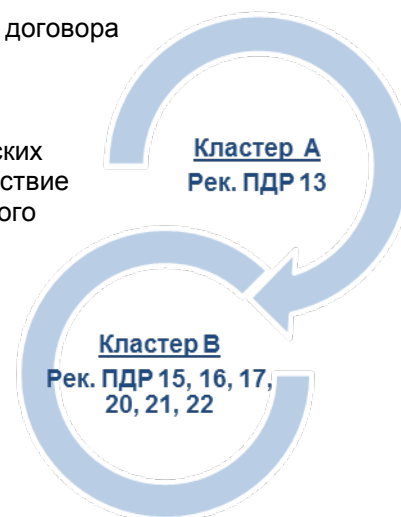 договора
ских
ствие
ого
Кластер А
Рек. ПДР 13
Кластер В
Рек. ПДР 15, 16, 17,
20, 21, 22